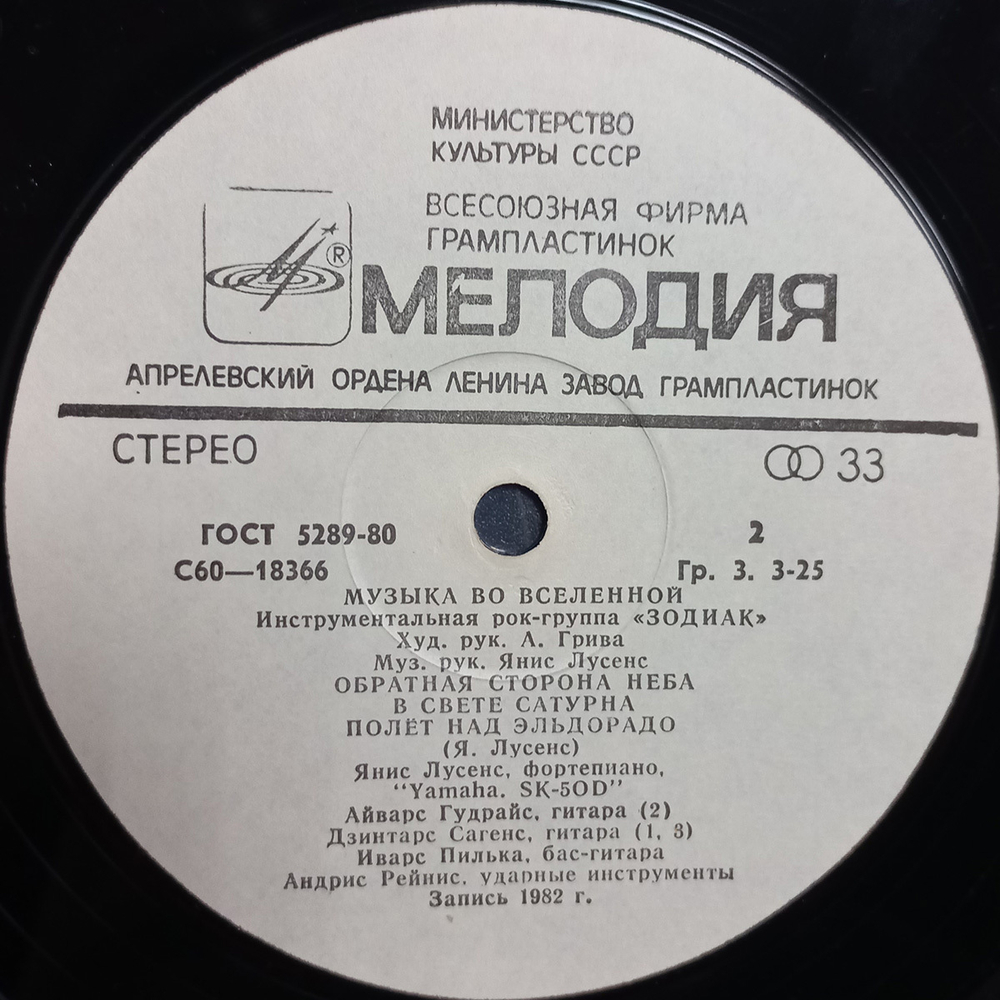 МИНИСТЕРСТВО
КУЛЬТУРЫ СССР
ВСЕСОЮЗНАЯ ФИРМА
ГРАМПЛАСТИНОК
®
МЕЛОДИЯ
АПРЕЛЕВСКИЙ ОРДЕНА ЛЕНИНА ЗАВОД ГРАМПЛАСТИНОК
СТЕРЕО 33
ГОСТ 5289-80 2
С60—18366 Гр. 3. 3-25
МУЗЫКА ВО ВСЕЛЕННОЙ
Инструментальная рок-группа «ЗОДИАК»
Худ. рук. А. Грива
Муз. рук. Янис Лусенс
ОБРАТНАЯ СТОРОНА НЕБА
В СВЕТЕ САТУРНА
ПОЛЁТ НАД ЭЛЬДОРАДО
(Я. Лусенс)
Янис Лусенс, фортепиано,
“Yamaha. SK-50D”
Айварс Гудрайс, гитара (2)
Дзинтарс Сагенс, гитара (1, 3)
Иварс Пилька, бас-гитара
Андрис Рейнис, ударные инструменты
Запись 1982 г.